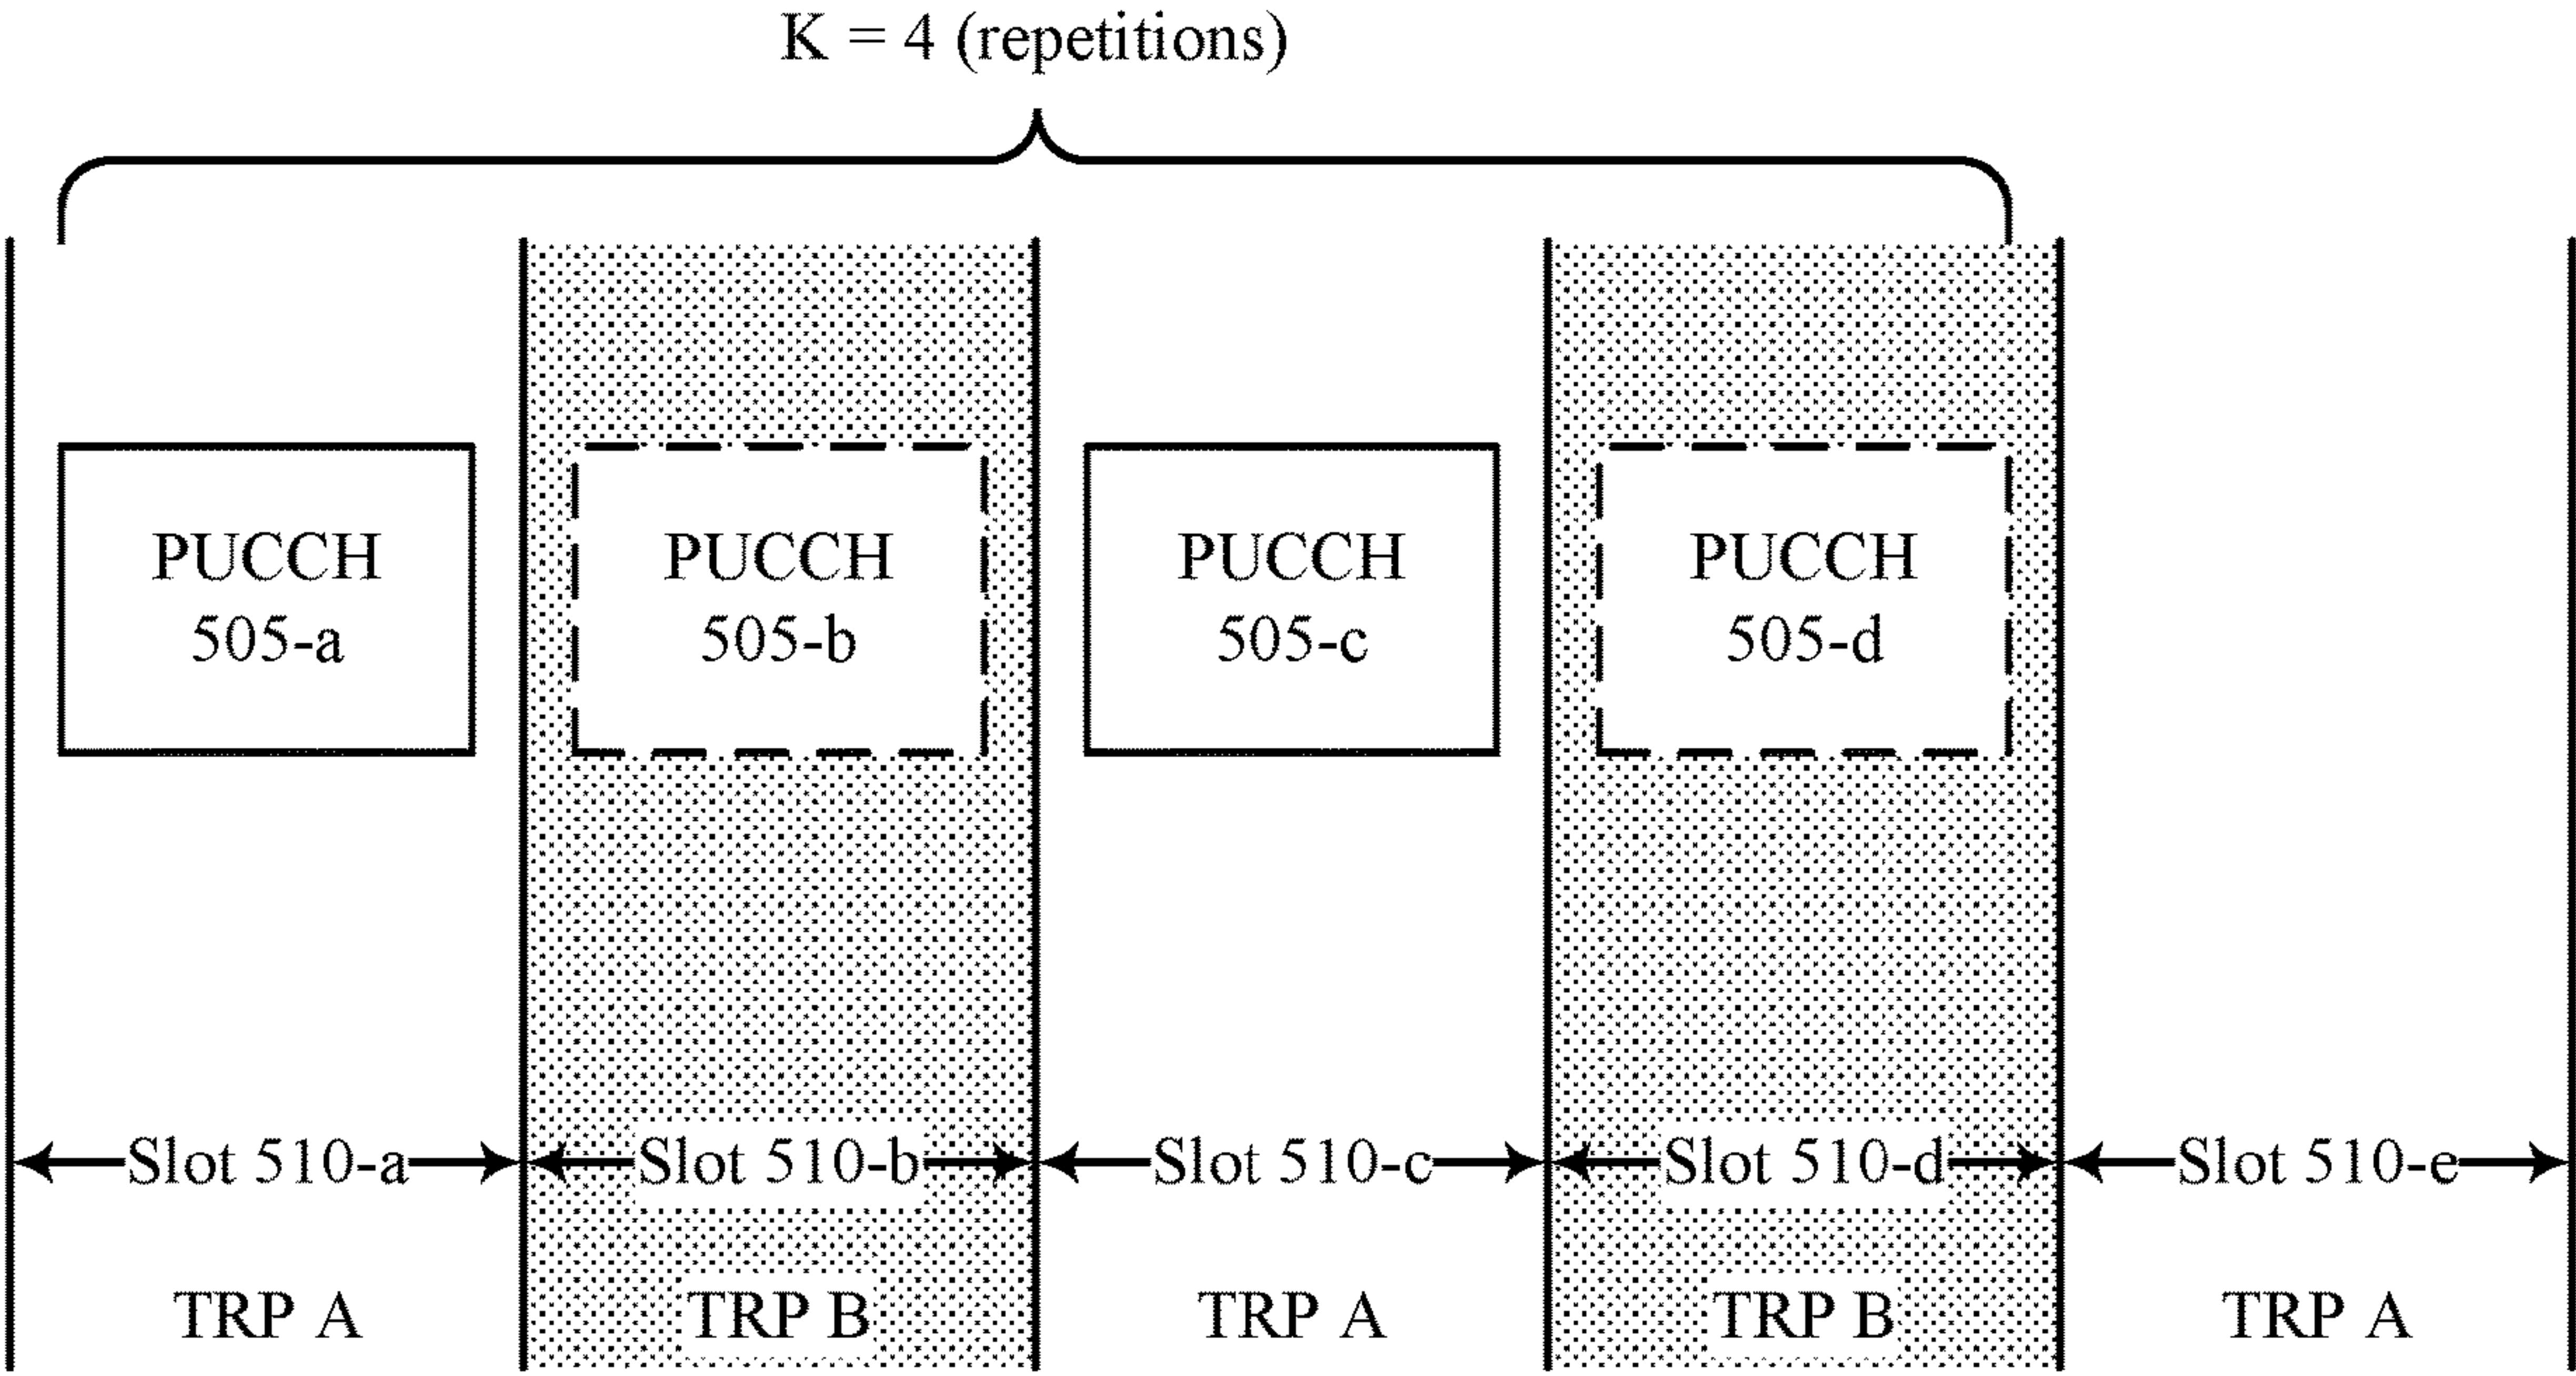 K = 4 (repetitions)
PUCCH
505-a
PUCCH
505-b
PUCCH
505-c
PUCCH
505-d
Slot 510-a
Slot 510-b
Slot 510-c
Slot 510-d
Slot 510-e
TRP A
TRP B
TRP A
TRP B
TRP A